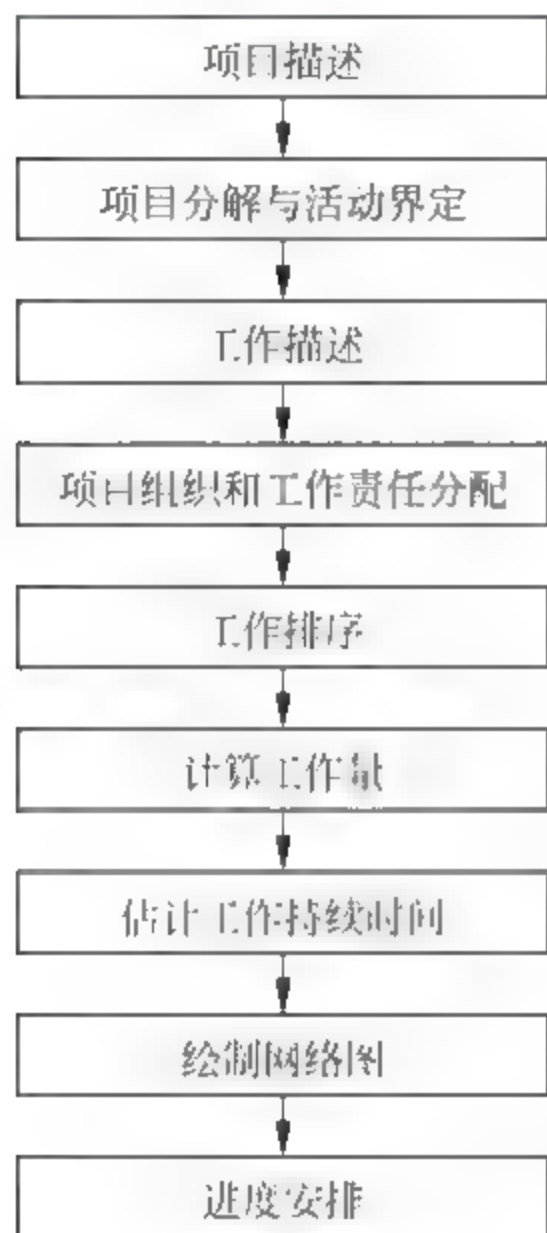 项目描述
项目分解与活动界定
工作描述
项目组织和工作责任分配
工作排序
计算工作量
估计工作持续时间
绘制网络图
进度安排